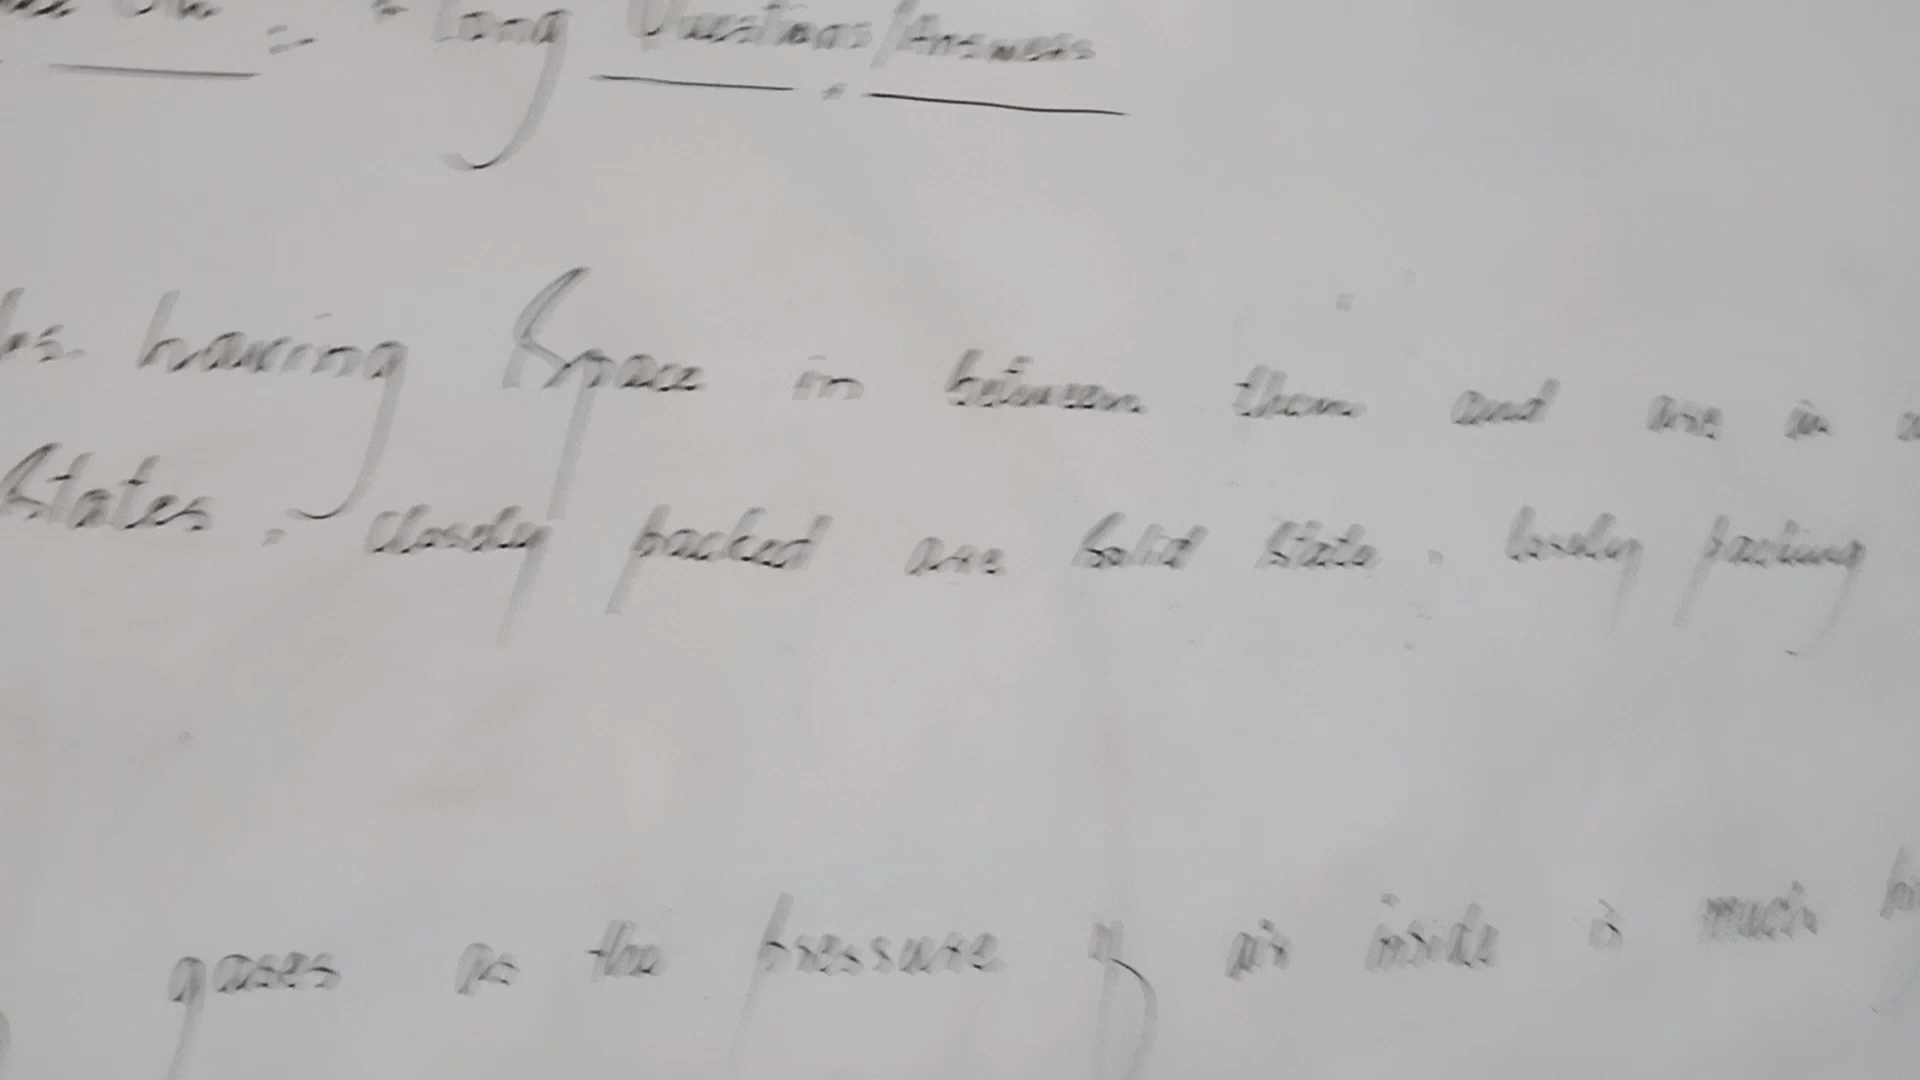 Long Questions/Answers
having Space in between them and are in
States. Closely packed are Solid State. losely packing
gases as the pressure of air inside is much